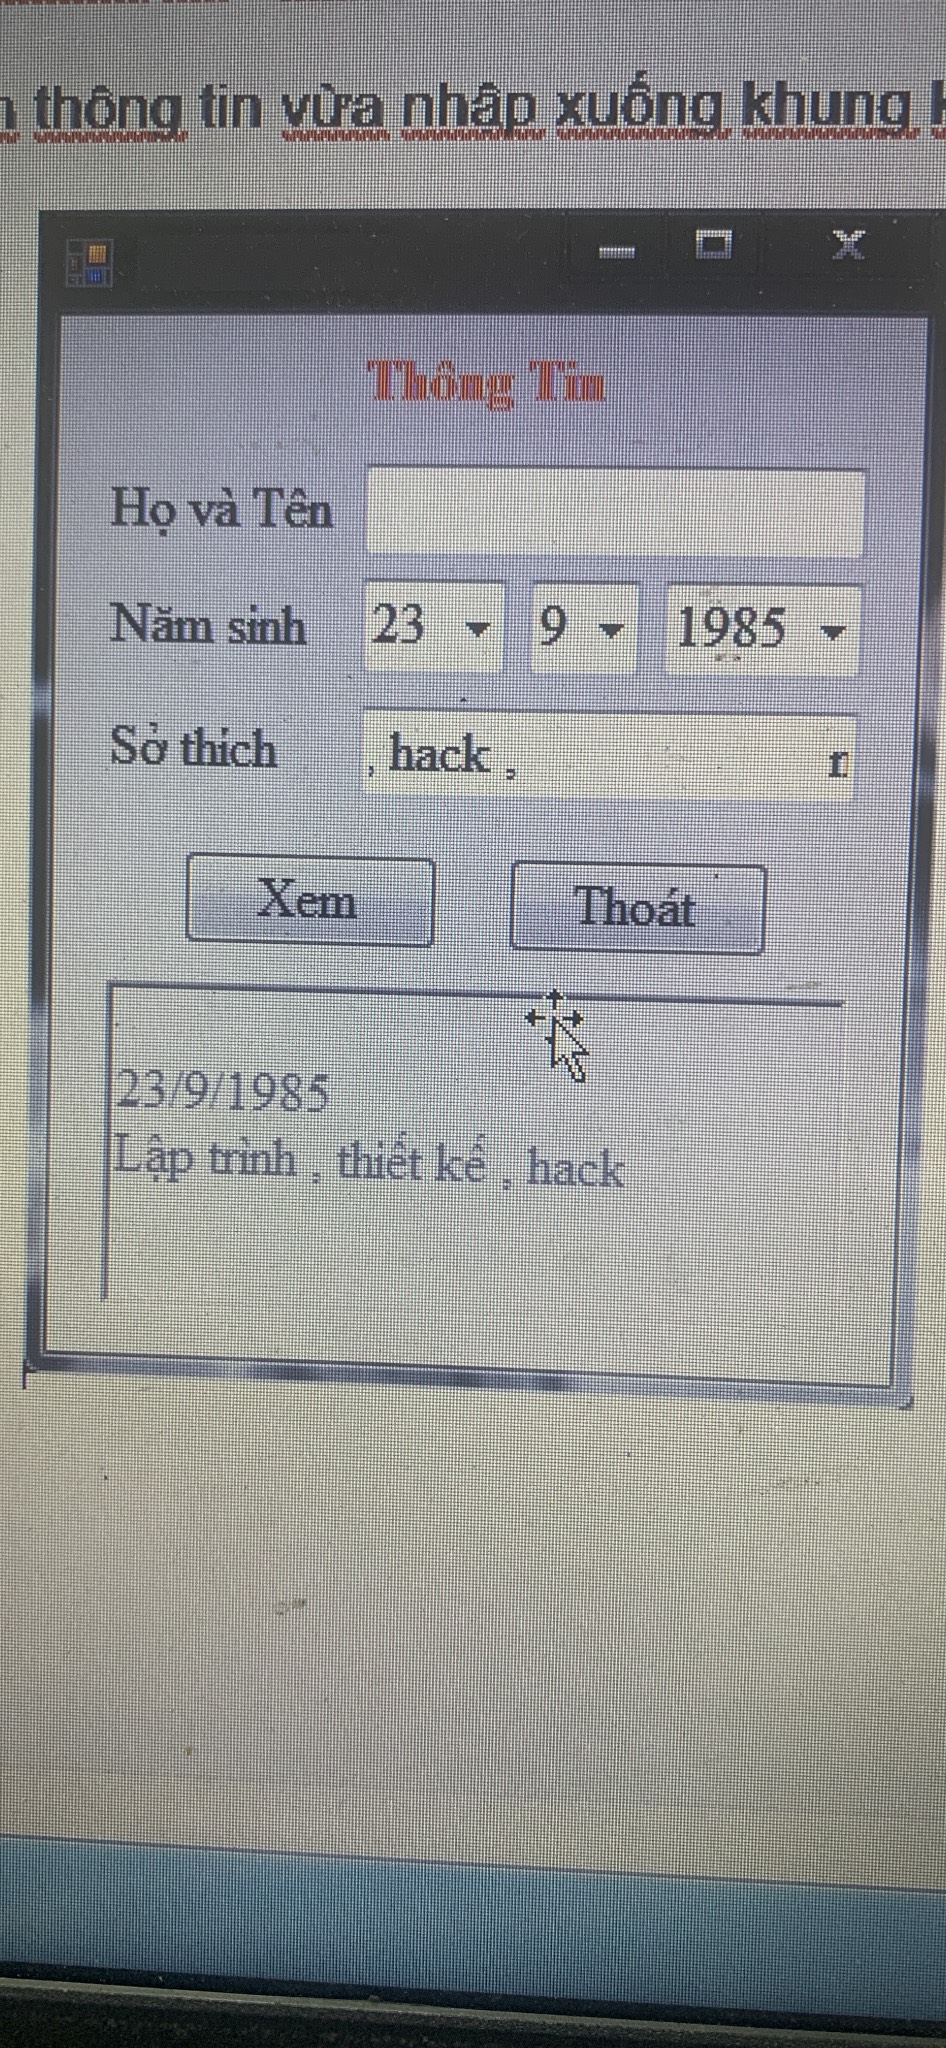 thông tin vừa nhập xuống khung
Thông Tin
Họ và Tên
Năm sinh 23 9 1985
Sở thích , hack ,
Xem Thoát
23/9/1985
Lập trình , thiết kế , hack